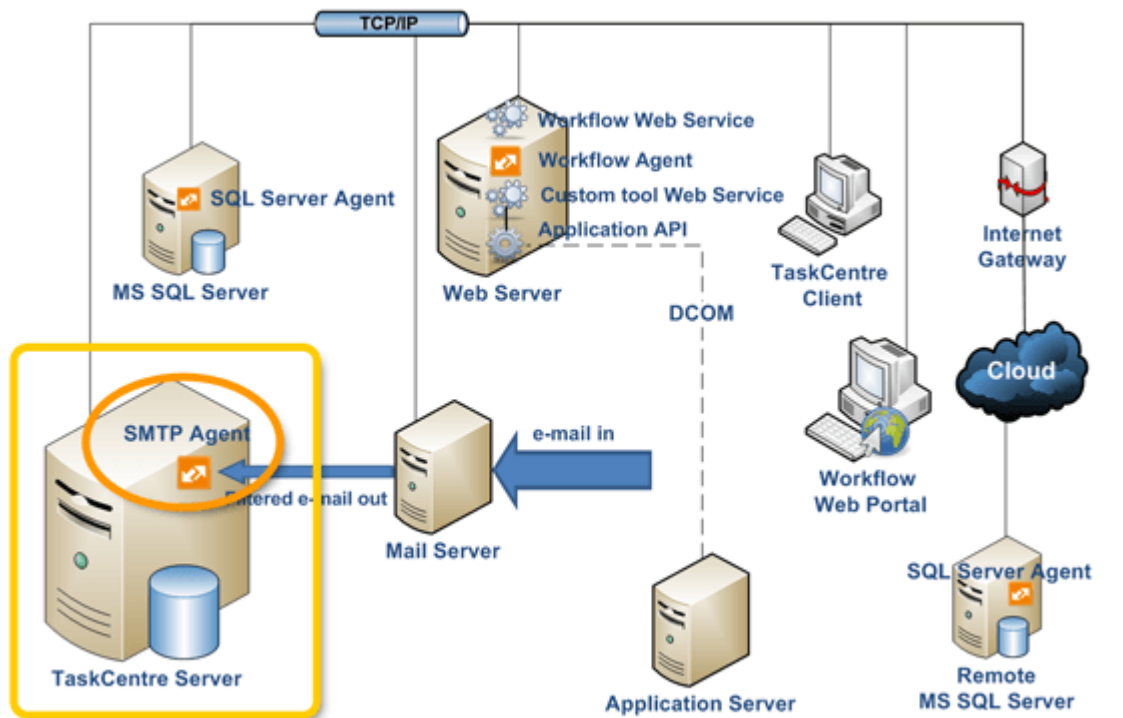 TCP/IP
Workflow Web Service
Workflow Agent
Custom tool Web Service
Application API
SQL Server Agent
MS SQL Server
Web Server
TaskCentre
Client
Internet
Gateway
DCOM
Cloud
SMTP Agent
e-mail in
Filtered e-mail out
Mail Server
Workflow
Web Portal
SQL Server Agent
TaskCentre Server
Application Server
Remote
MS SQL Server